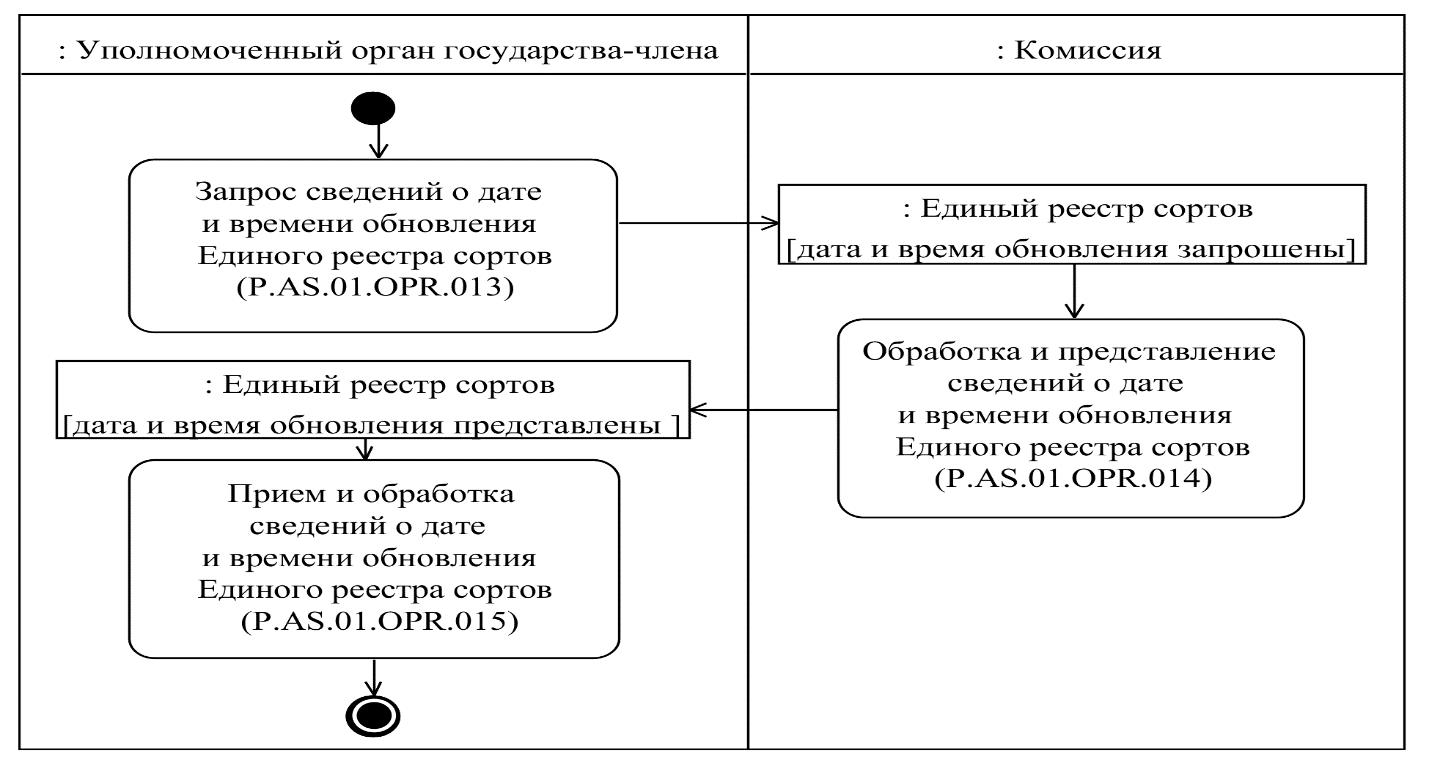 : Уполномоченный орган государства-члена
: Комиссия
Запрос сведений о дате
и времени обновления
Единого реестра сортов
(P.AS.01.OPR.013)
: Единый реестр сортов
[дата и время обновления запрошены]
Обработка и представление
сведений о дате
и времени обновления
Единого реестра сортов
(P.AS.01.OPR.014)
: Единый реестр сортов
[дата и время обновления представлены ]
Прием и обработка
сведений о дате
и времени обновления
Единого реестра сортов
(P.AS.01.OPR.015)